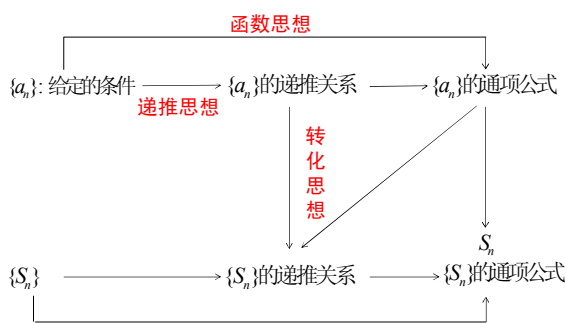 函数思想
{aₙ}: 给定的条件
递推思想
{aₙ}的递推关系
{aₙ}的通项公式
转化思想
Sₙ
{Sₙ}
{Sₙ}的递推关系
{Sₙ}的通项公式